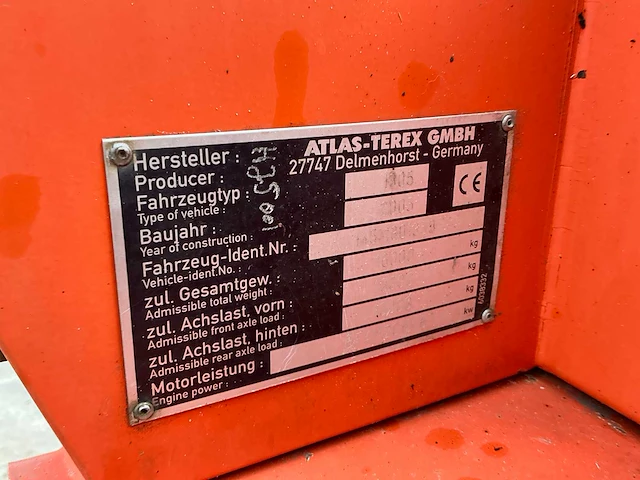 Hersteller : ATLAS-TEREX GMBH
Producer : 27747 Delmenhorst - Germany
Fahrzeugtyp :
Type of vehicle :
CE
Baujahr :
Year of construction :
Fahrzeug-Ident.Nr. :
Vehicle-ident.No. :
zul. Gesamtgew. : kg
Admissible total weight :
zul. Achslast, vorn : kg
Admissible front axle load :
zul. Achslast, hinten : kg
Admissible rear axle load :
Motorleistung : kw
Engine power :
6038332